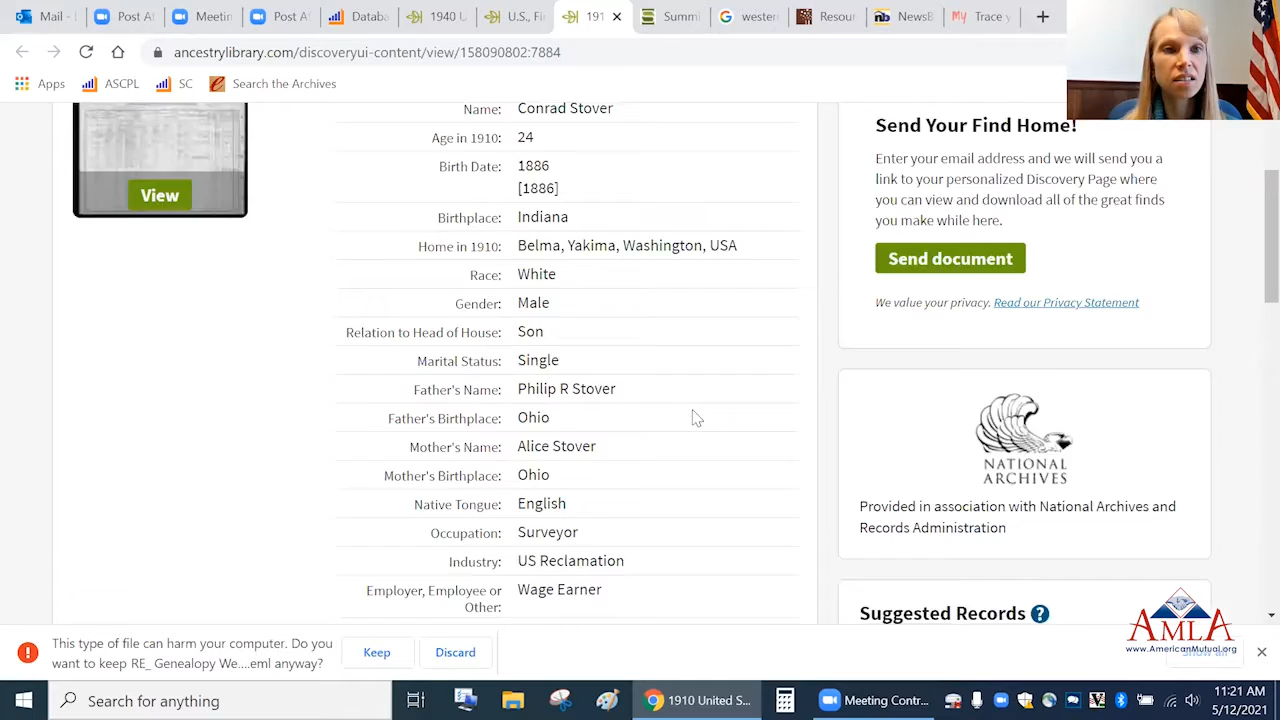 Mail - I
Post At
Meetin
Post At
Datab
1940 U
U.S., F
191
Summi
wester
Resour
NewsB
Trace y
ancestrylibrary.com/discoveryui-content/view/158090802:7884
Apps
ASCPL
SC
Search the Archives
View
Name: Conrad Stover
Age in 1910: 24
Birth Date: 1886
[1886]
Birthplace: Indiana
Home in 1910: Belma, Yakima, Washington, USA
Race: White
Gender: Male
Relation to Head of House: Son
Marital Status: Single
Father's Name: Philip R Stover
Father's Birthplace: Ohio
Mother's Name: Alice Stover
Mother's Birthplace: Ohio
Native Tongue: English
Occupation: Surveyor
Industry: US Reclamation
Employer, Employee or Wage Earner
Other:
Send Your Find Home!
Enter your email address and we will send you a
link to your personalized Discovery Page where
you can view and download all of the great finds
you make while here.
Send document
We value your privacy. Read our Privacy Statement
NATIONAL
ARCHIVES
Provided in association with National Archives and
Records Administration
Suggested Records ?
AMLA
www.AmericanMutual.org
Show all
This type of file can harm your computer. Do you
want to keep RE_ Genealopy We....eml anyway?
Keep
Discard
Search for anything
1910 United S...
Meeting Contr...
11:21 AM
5/12/2021